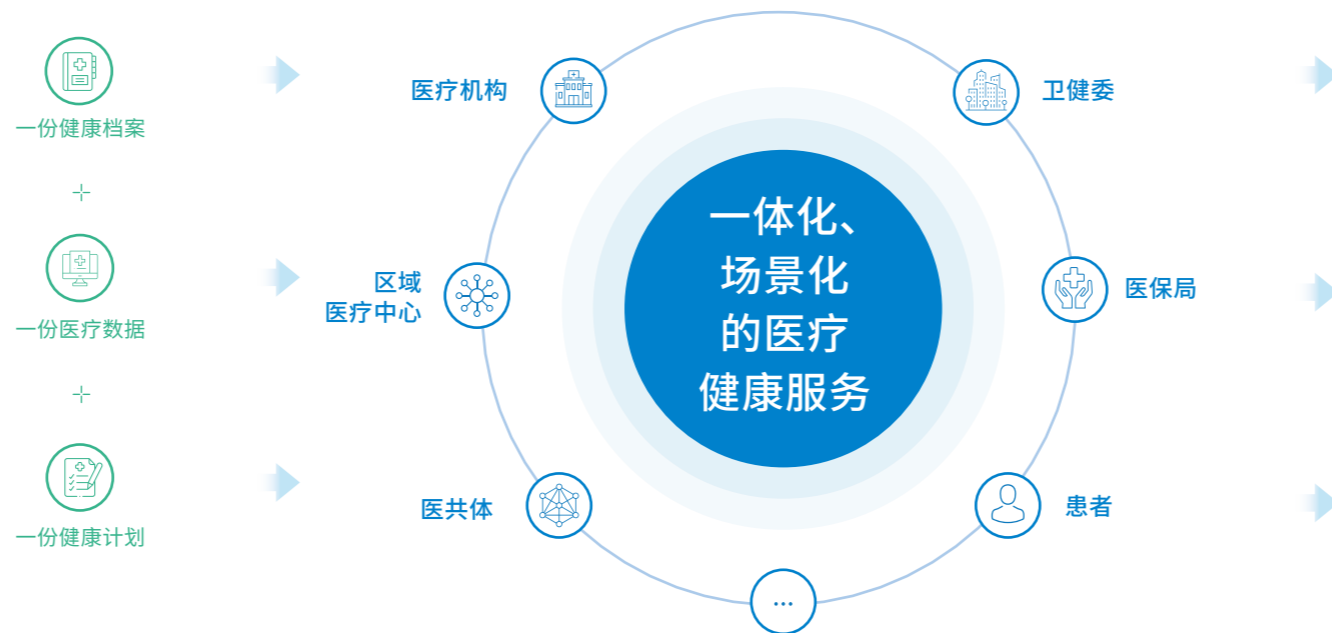 一份健康档案
+
一份医疗数据
+
一份健康计划
医疗机构
区域
医疗中心
医共体
一体化、
场景化
的医疗
健康服务
卫健委
医保局
患者
...